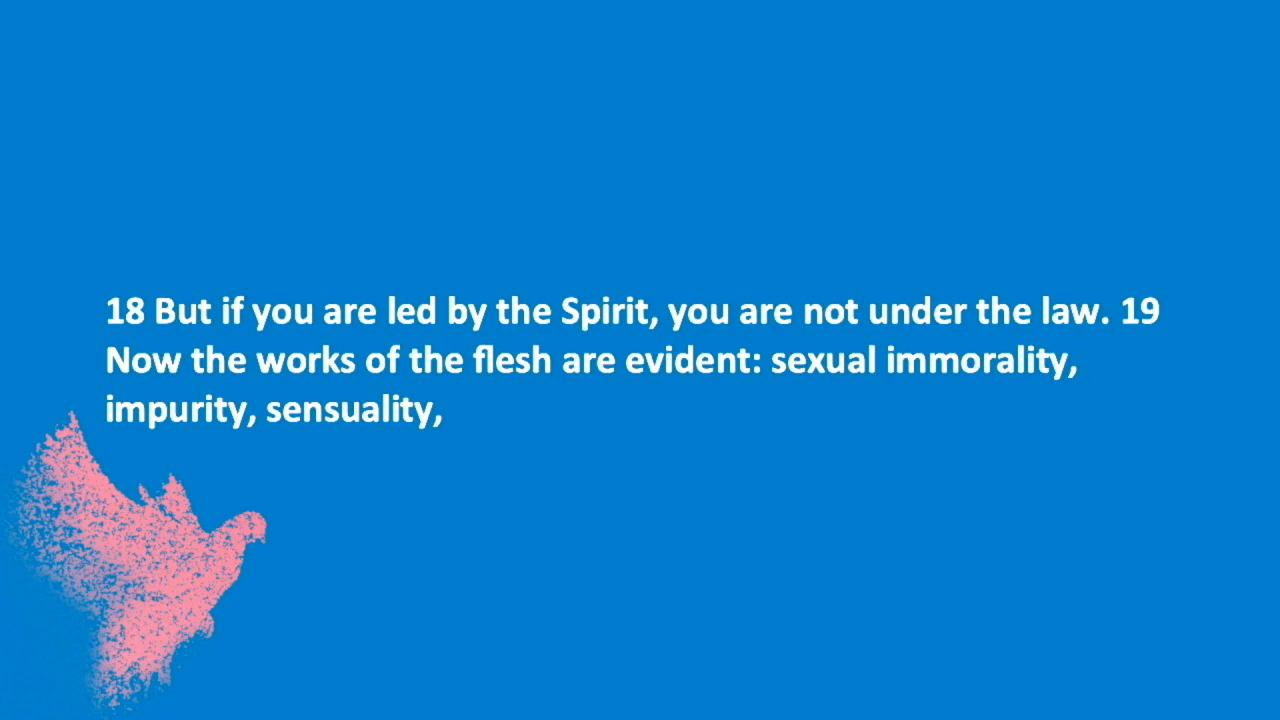 18 But if you are led by the Spirit, you are not under the law. 19
Now the works of the flesh are evident: sexual immorality,
impurity, sensuality,